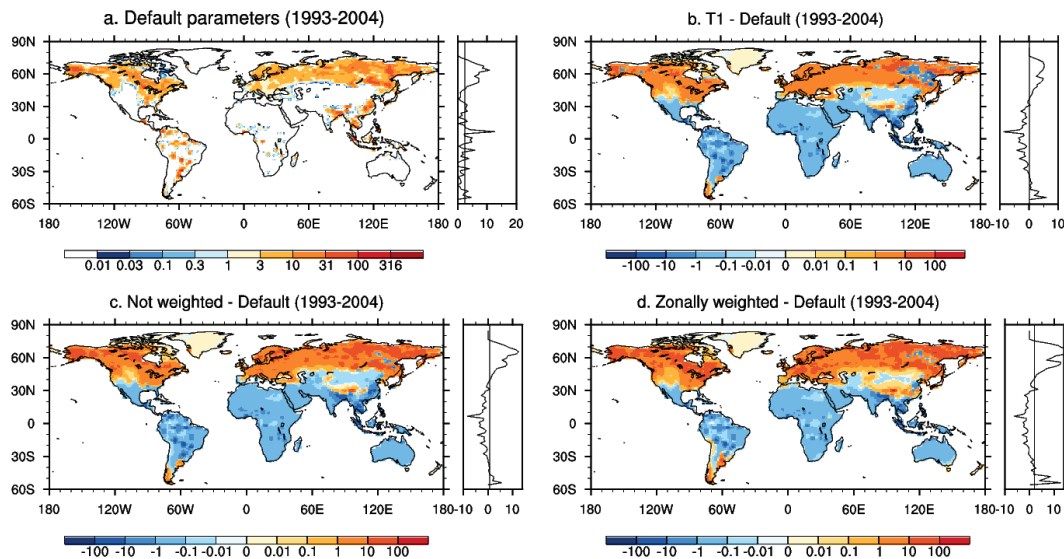 a. Default parameters (1993-2004)
90N
60N
30N
0
30S
60S
180 120W 60W 0 60E 120E 180
0 10 20
0.01 0.03 0.1 0.3 1 3 10 31 100 316
b. T1 - Default (1993-2004)
90N
60N
30N
0
30S
60S
180 120W 60W 0 60E 120E 180
-10 0 10
-100 -10 -1 -0.1 -0.01 0 0.01 0.1 1 10 100
c. Not weighted - Default (1993-2004)
90N
60N
30N
0
30S
60S
180 120W 60W 0 60E 120E 180
-10 0 10
-100 -10 -1 -0.1 -0.01 0 0.01 0.1 1 10 100
d. Zonally weighted - Default (1993-2004)
90N
60N
30N
0
30S
60S
180 120W 60W 0 60E 120E 180
-10 0 10
-100 -10 -1 -0.1 -0.01 0 0.01 0.1 1 10 100